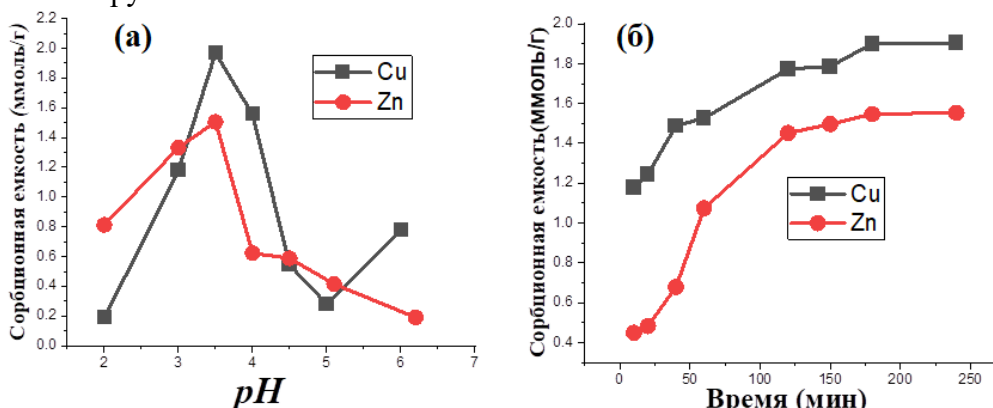 (а)
Cu
Zn
Сорбционная емкость (ммоль/г)
2.2
2.0
1.8
1.6
1.4
1.2
1.0
0.8
0.6
0.4
0.2
0.0
2 3 4 5 6 7
pH
(б)
Cu
Zn
Сорбционная емкость(ммоль/г)
2.0
1.8
1.6
1.4
1.2
1.0
0.8
0.6
0.4
0 50 100 150 200 250
Время (мин)